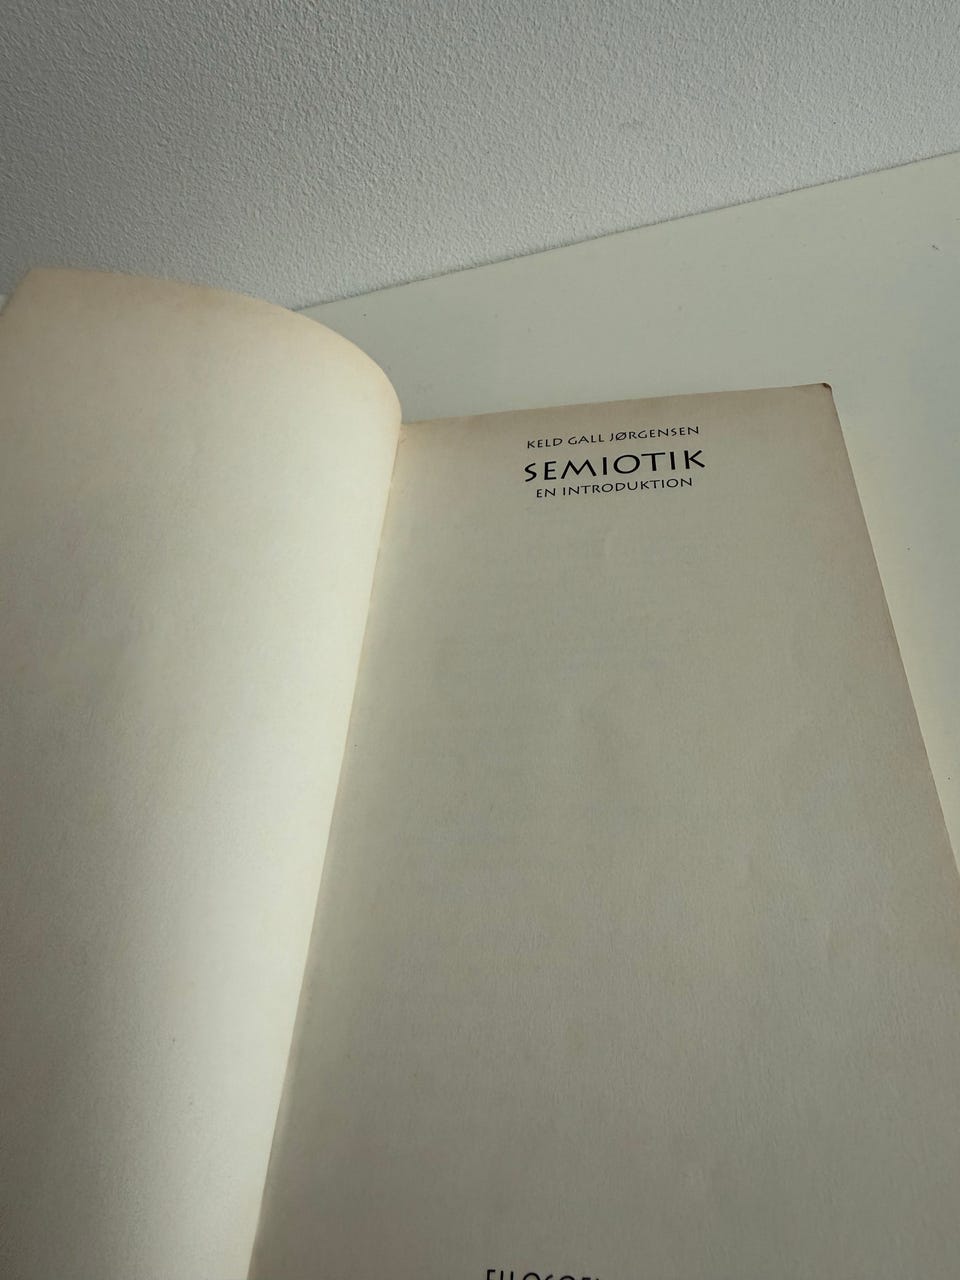 KELD GALL JØRGENSEN
SEMIOTIK
EN INTRODUKTION